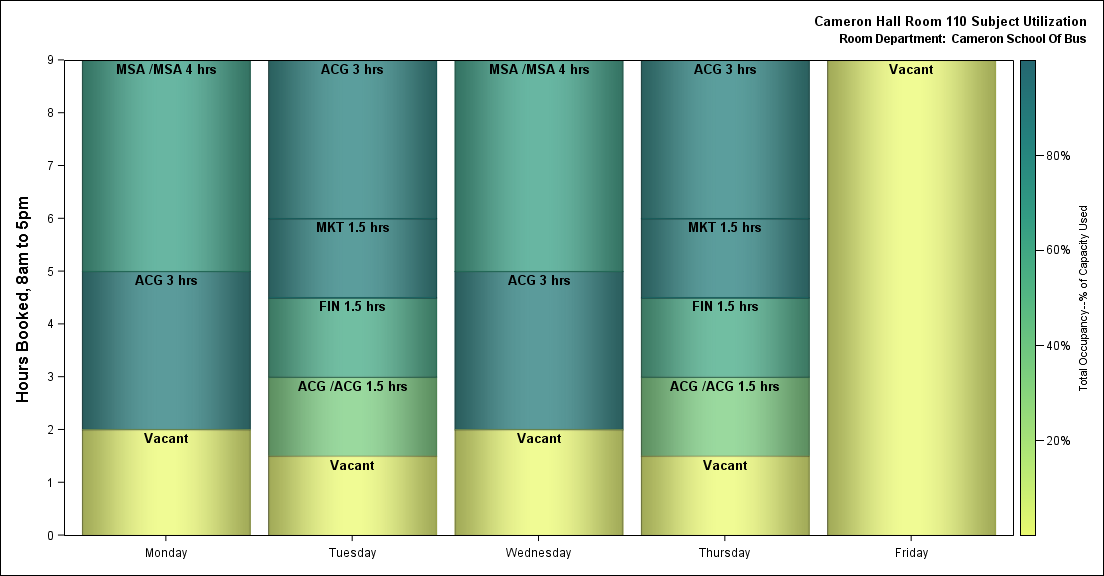 Cameron Hall Room 110 Subject Utilization
Room Department: Cameron School Of Bus
Hours Booked, 8am to 5pm
9
8
7
6
5
4
3
2
1
0
MSA /MSA 4 hrs
ACG 3 hrs
Vacant
ACG 3 hrs
MKT 1.5 hrs
FIN 1.5 hrs
ACG /ACG 1.5 hrs
Vacant
MSA /MSA 4 hrs
ACG 3 hrs
Vacant
ACG 3 hrs
MKT 1.5 hrs
FIN 1.5 hrs
ACG /ACG 1.5 hrs
Vacant
Vacant
Monday
Tuesday
Wednesday
Thursday
Friday
80%
60%
40%
20%
Total Occupancy--% of Capacity Used